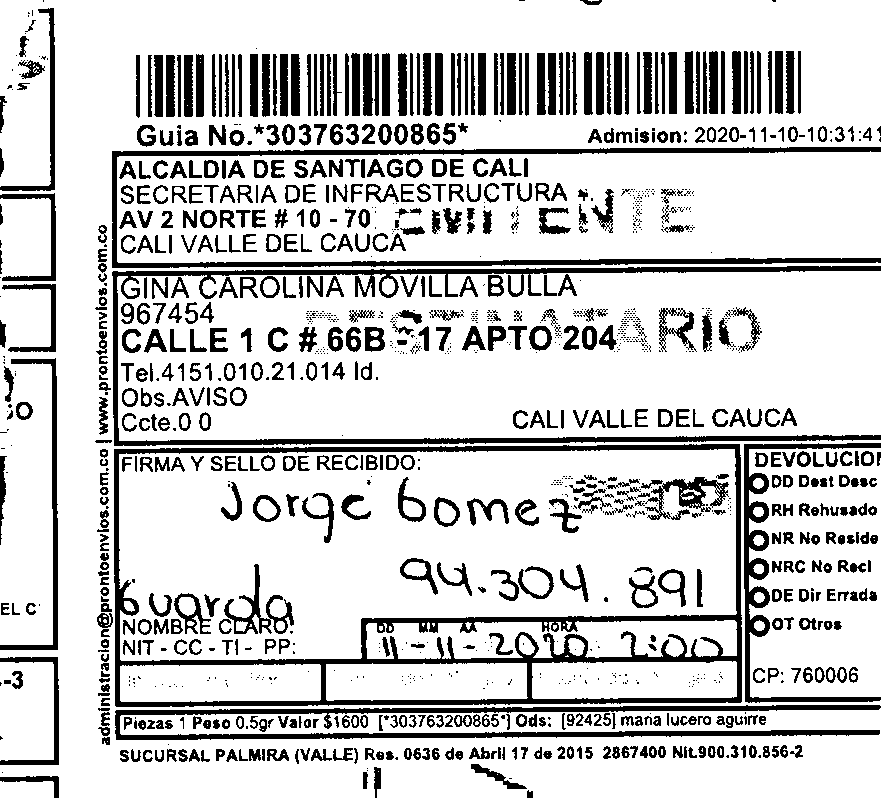 Guia No.*303763200865*
Admision: 2020-11-10-10:31:41
ALCALDIA DE SANTIAGO DE CALI
SECRETARIA DE INFRAESTRUCTURA
AV 2 NORTE # 10 - 70
CALI VALLE DEL CAUCA
GINA CAROLINA MOVILLA BULLA
967454
DESTINATARIO
CALLE 1 C # 66B - 17 APTO 204
Tel.4151.010.21.014 Id.
Obs.AVISO
Ccte.0 0
CALI VALLE DEL CAUCA
www.prontoenvios.com.co
administracion@prontoenvios.com.co
FIRMA Y SELLO DE RECIBIDO:
Jorge Gomez
94.304.891
Guarda
NOMBRE CLARO:
NIT - CC - TI - PP:
DD MM AA HORA
11-11-2020 2:00
DEVOLUCION
DD Dest Desc
RH Rehusado
NR No Reside
NRC No Recl
DE Dir Errada
OT Otros
CP: 760006
Piezas 1 Peso 0.5gr Valor $1600 [*303763200865*] Ods: [92425] maria lucero aguirre
SUCURSAL PALMIRA (VALLE) Res. 0636 de Abril 17 de 2015 2867400 Nit.900.310.856-2
EL C
-3